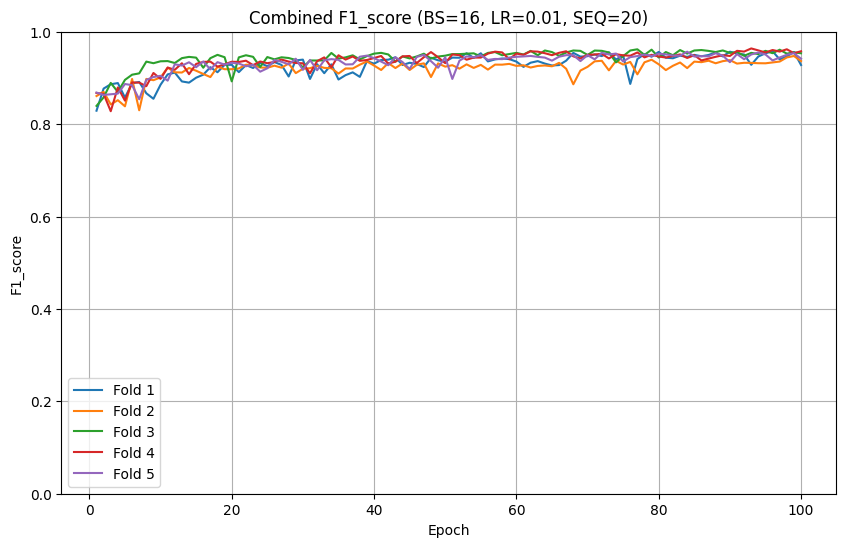 Combined F1_score (BS=16, LR=0.01, SEQ=20)
F1_score
1.0
0.8
0.6
0.4
0.2
0.0
Fold 1
Fold 2
Fold 3
Fold 4
Fold 5
0
20
40
60
80
100
Epoch